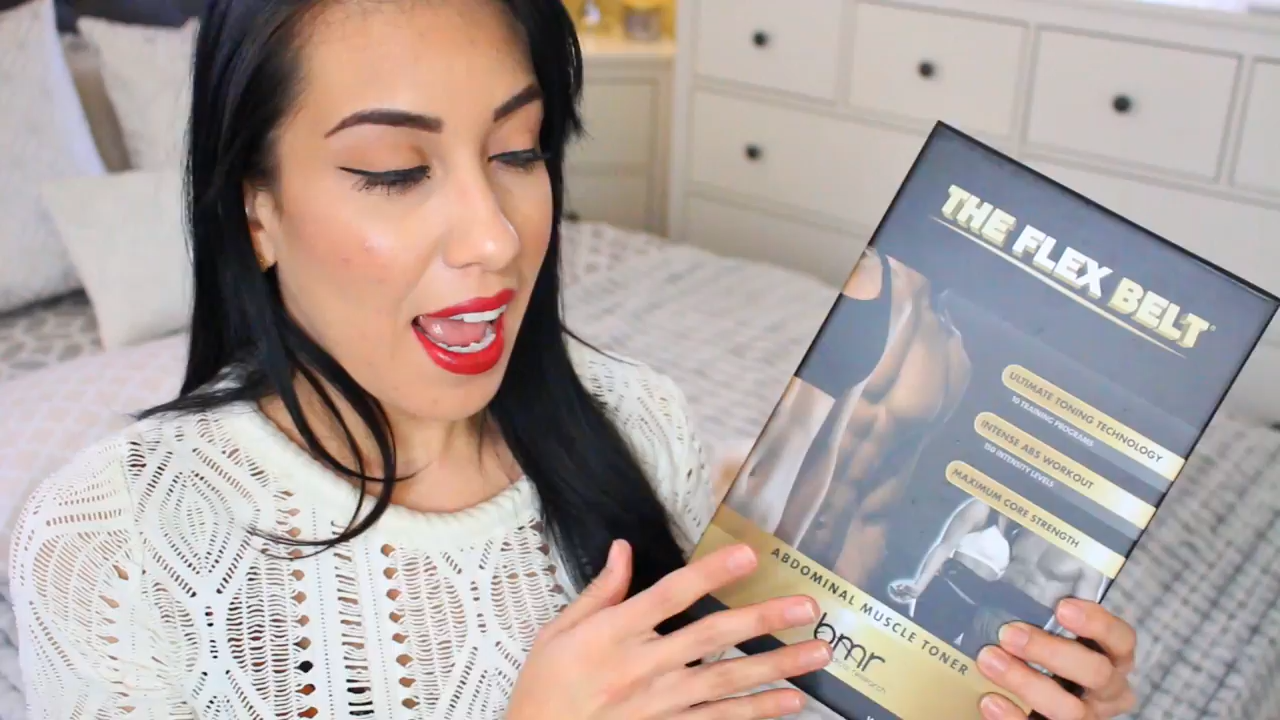 THE FLEX BELT®
ULTIMATE TONING TECHNOLOGY
10 TRAINING PROGRAMS
INTENSE ABS WORKOUT
150 INTENSITY LEVELS
MAXIMUM CORE STRENGTH
ABDOMINAL MUSCLE TONER
bmr
research